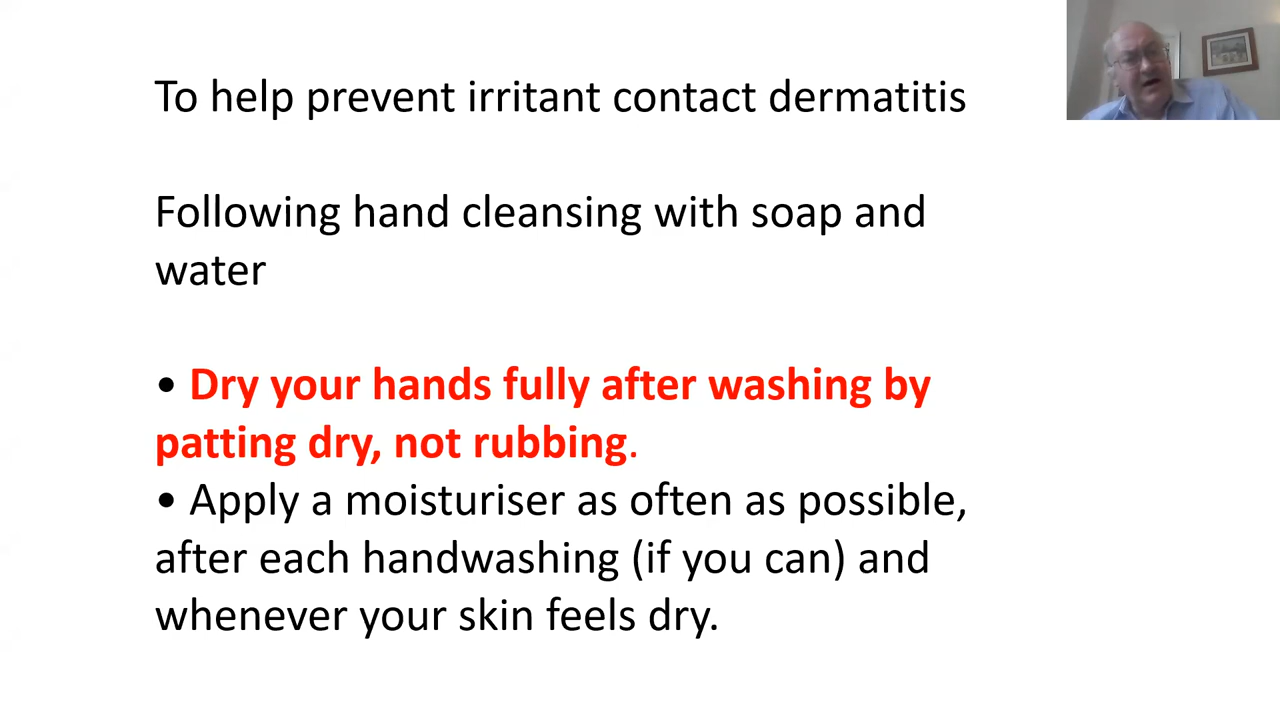 To help prevent irritant contact dermatitis
Following hand cleansing with soap and
water
• Dry your hands fully after washing by
patting dry, not rubbing.
• Apply a moisturiser as often as possible,
after each handwashing (if you can) and
whenever your skin feels dry.